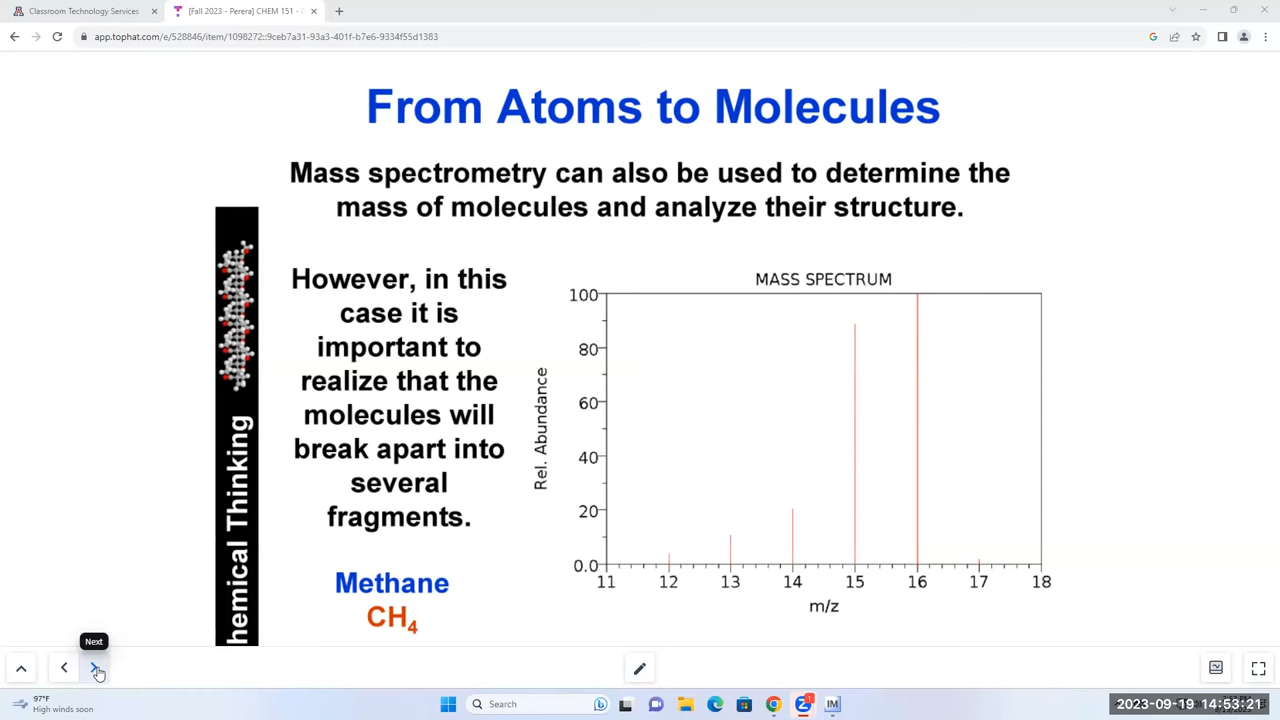 Classroom Technology Services
[Fall 2023 - Perera] CHEM 151 - E
app.tophat.com/e/528846/item/1098272::9ceb7a31-93a3-401f-b7e6-9334f55d1383
From Atoms to Molecules
Mass spectrometry can also be used to determine the
mass of molecules and analyze their structure.
However, in this
case it is
important to
realize that the
molecules will
break apart into
several
fragments.
Methane
CH4
hemical Thinking
MASS SPECTRUM
Rel. Abundance
100
80
60
40
20
0.0
11 12 13 14 15 16 17 18
m/z
Next
97°F
High winds soon
Search
1
IM
2023-09-19 14:53:21